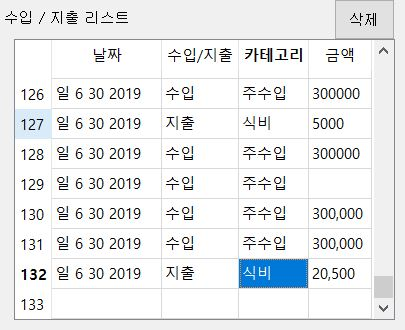 수입 / 지출 리스트 삭제
날짜 수입/지출 카테고리 금액
126 일 6 30 2019 수입 주수입 300000
127 일 6 30 2019 지출 식비 5000
128 일 6 30 2019 수입 주수입 300000
129 일 6 30 2019 수입 주수입
130 일 6 30 2019 수입 주수입 300,000
131 일 6 30 2019 수입 주수입 300,000
132 일 6 30 2019 지출 식비 20,500
133